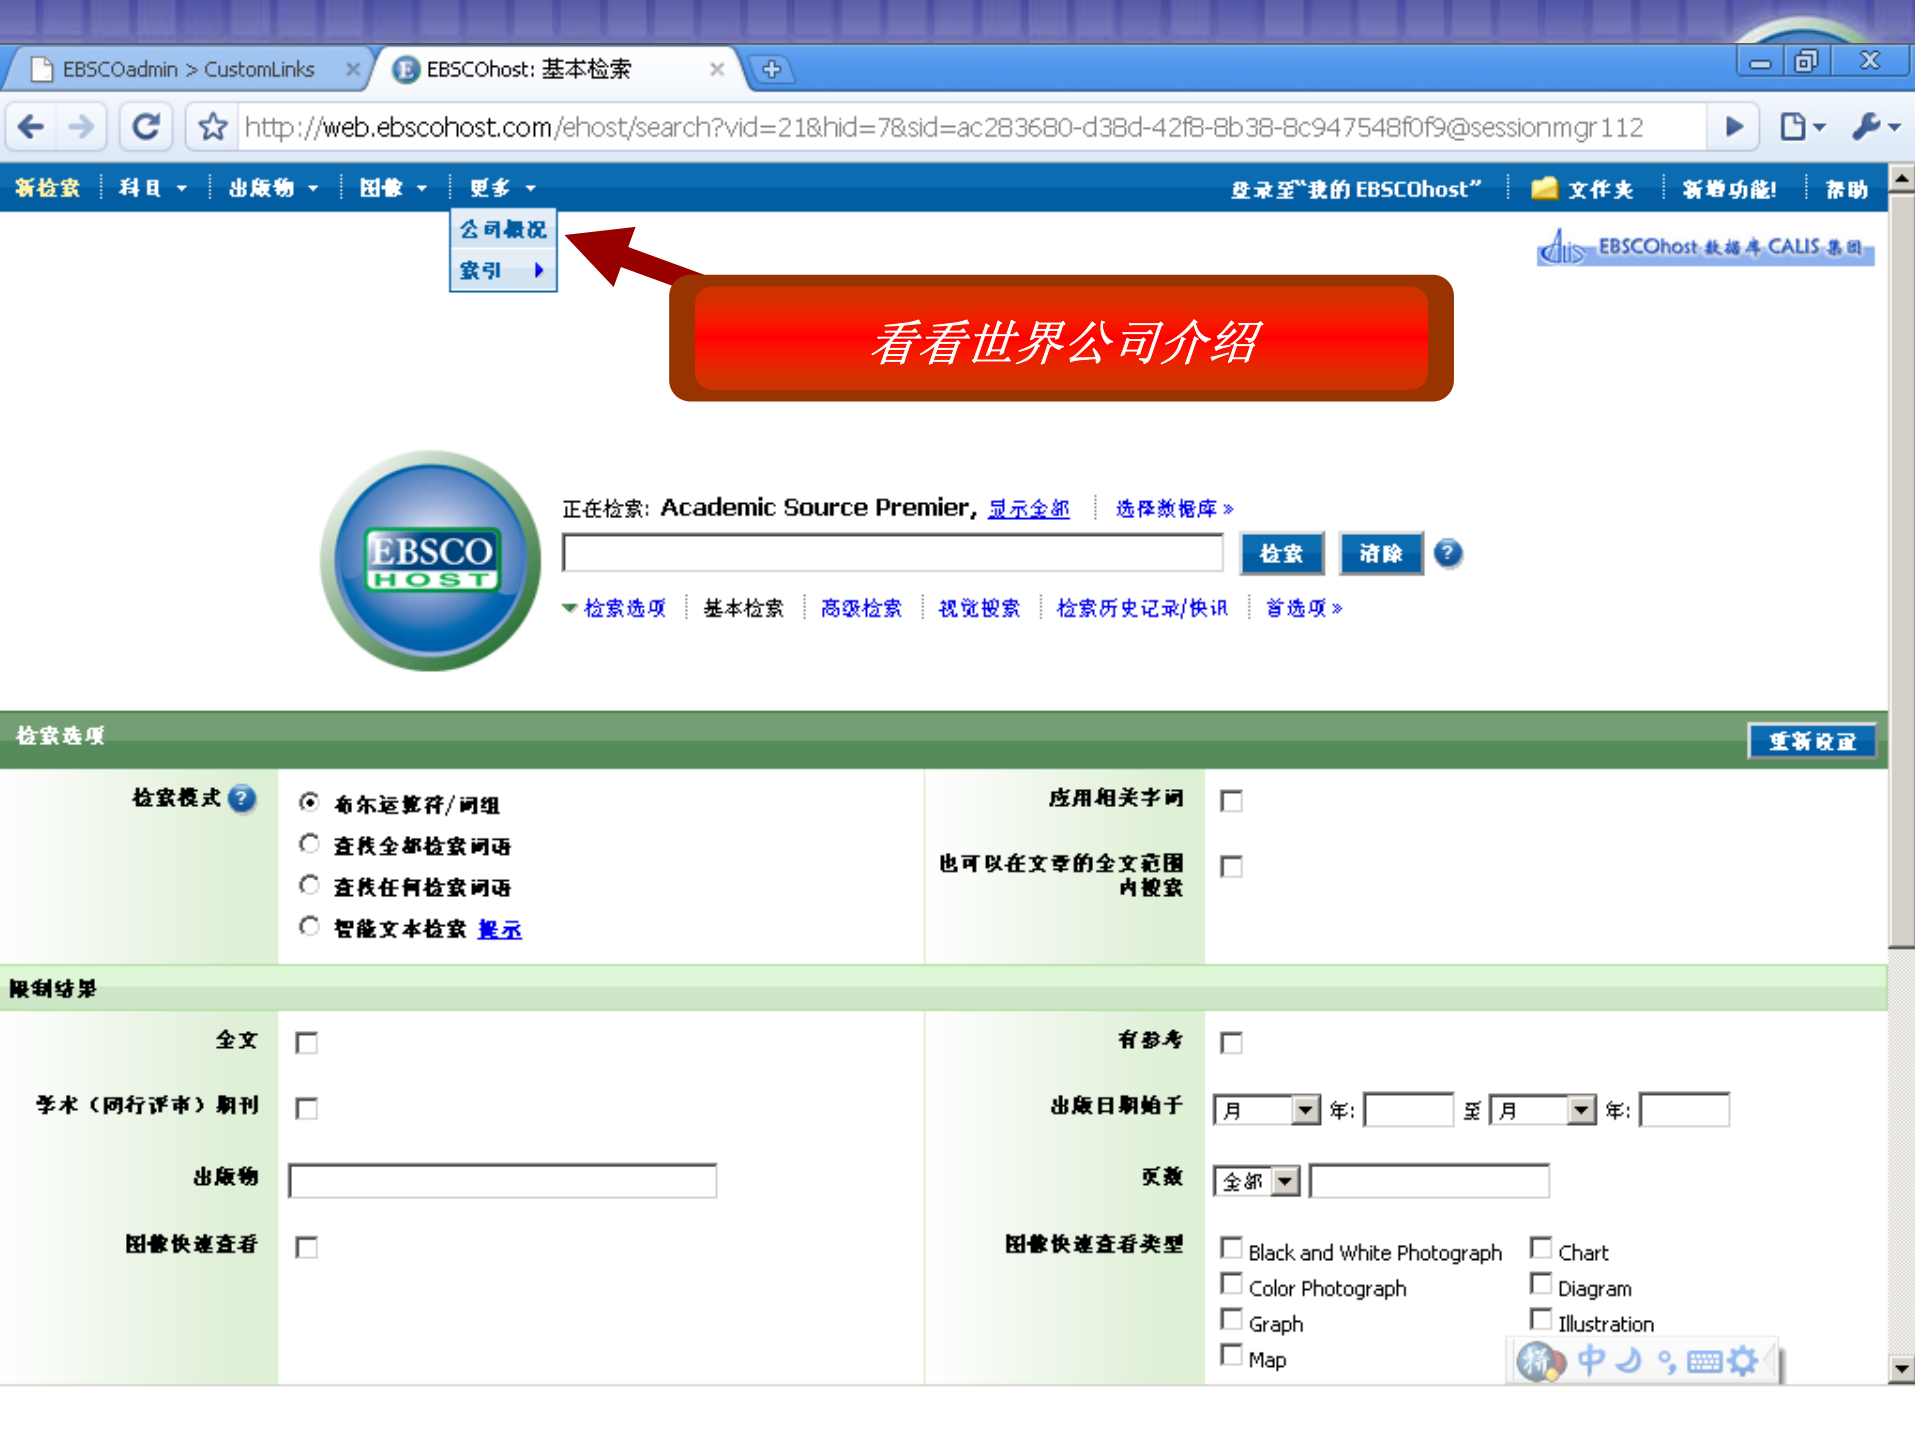 EBSCOadmin > CustomLinks
EBSCOhost: 基本检索
http://web.ebscohost.com/ehost/search?vid=21&hid=7&sid=ac283680-d38d-42f8-8b38-8c947548f0f9@sessionmgr112
新检索 科目 出版物 图像 更多 登录至“我的 EBSCOhost” 文件夹 新增功能! 帮助
公司概况
索引
EBSCOhost 数据库 CALIS 集团
看看世界公司介绍
EBSCO
HOST
正在检索: Academic Source Premier, 显示全部 选择数据库 »
检索 清除 ?
检索选项 基本检索 高级检索 视觉搜索 检索历史记录/快讯 首选项 »
检索选项 重新设置
检索模式 ? 布尔运算符/词组
查找全部检索词语
查找任何检索词语
智能文本检索 提示
应用相关字词
也可以在文章的全文范围
内搜索
限制结果
全文 有参考
学术（同行评审）期刊 出版日期始于 月 年: 至 月 年:
出版物 页数 全部
图像快速查看 图像快速查看类型
Black and White Photograph Chart
Color Photograph Diagram
Graph Illustration
Map
拼 中